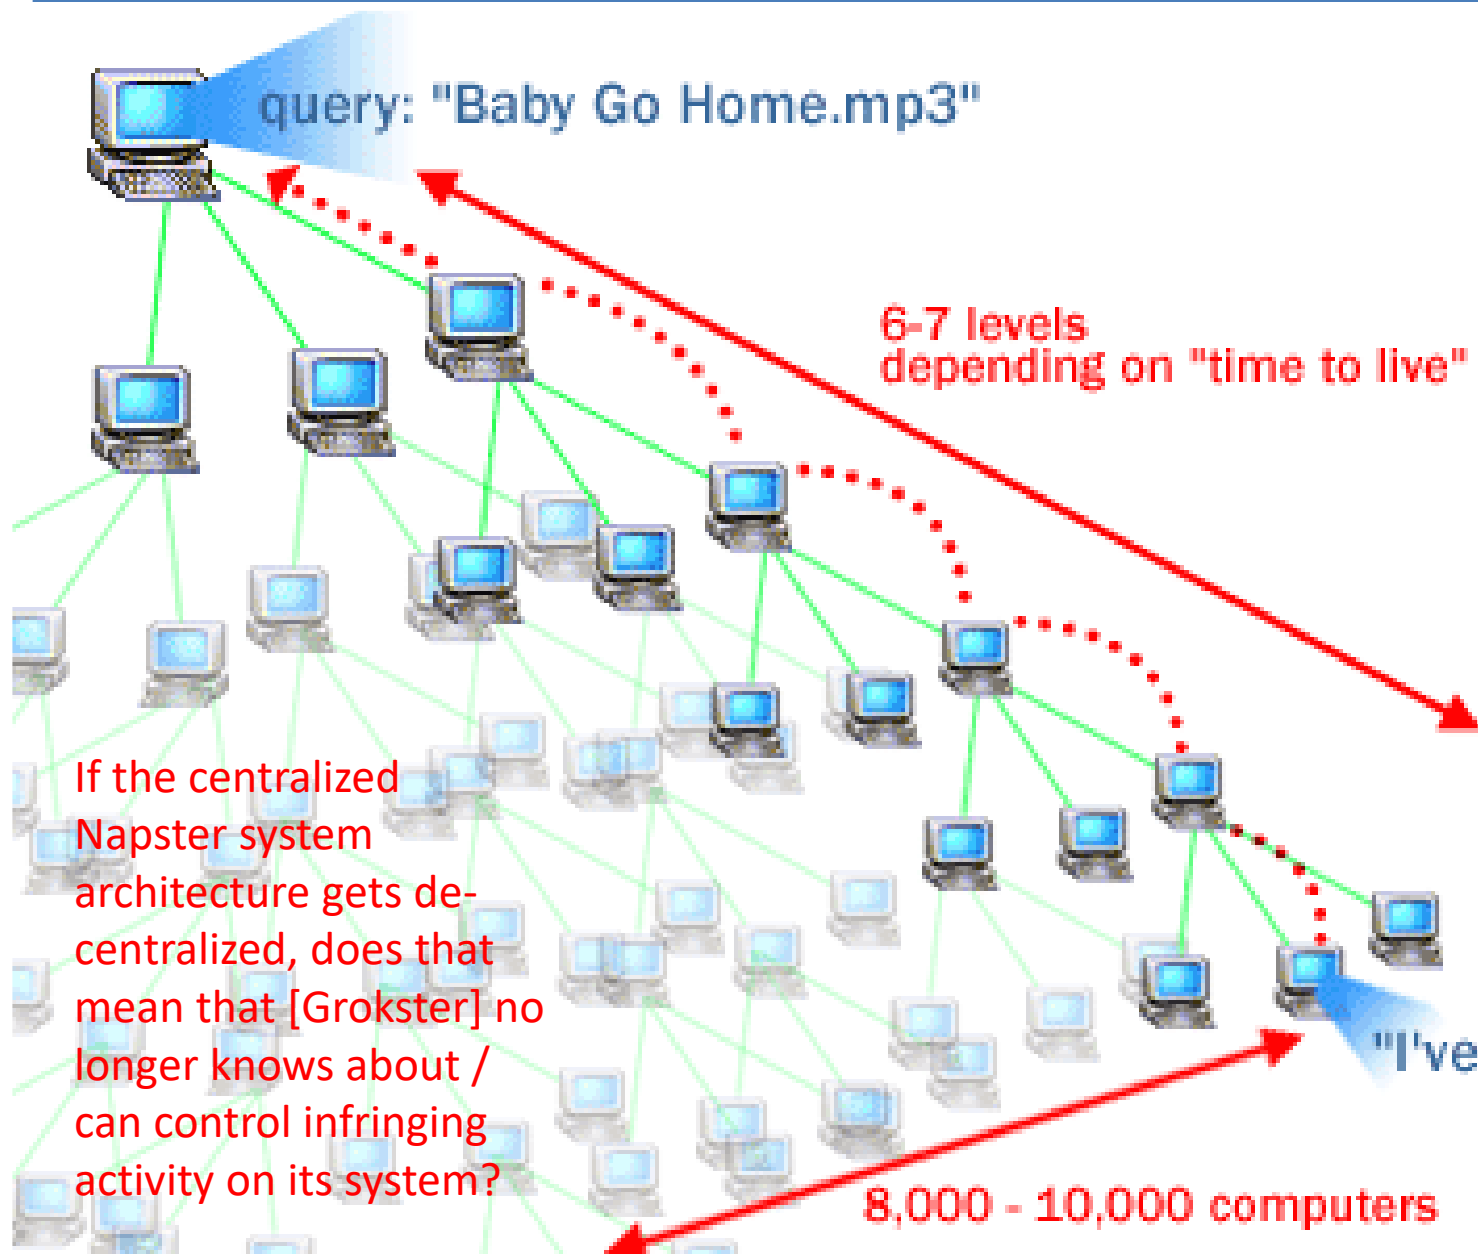 query: "Baby Go Home.mp3"
6-7 levels
depending on "time to live"
If the centralized
Napster system
architecture gets de-
centralized, does that
mean that [Grokster] no
longer knows about /
can control infringing
activity on its system?
"I've
8,000 - 10,000 computers